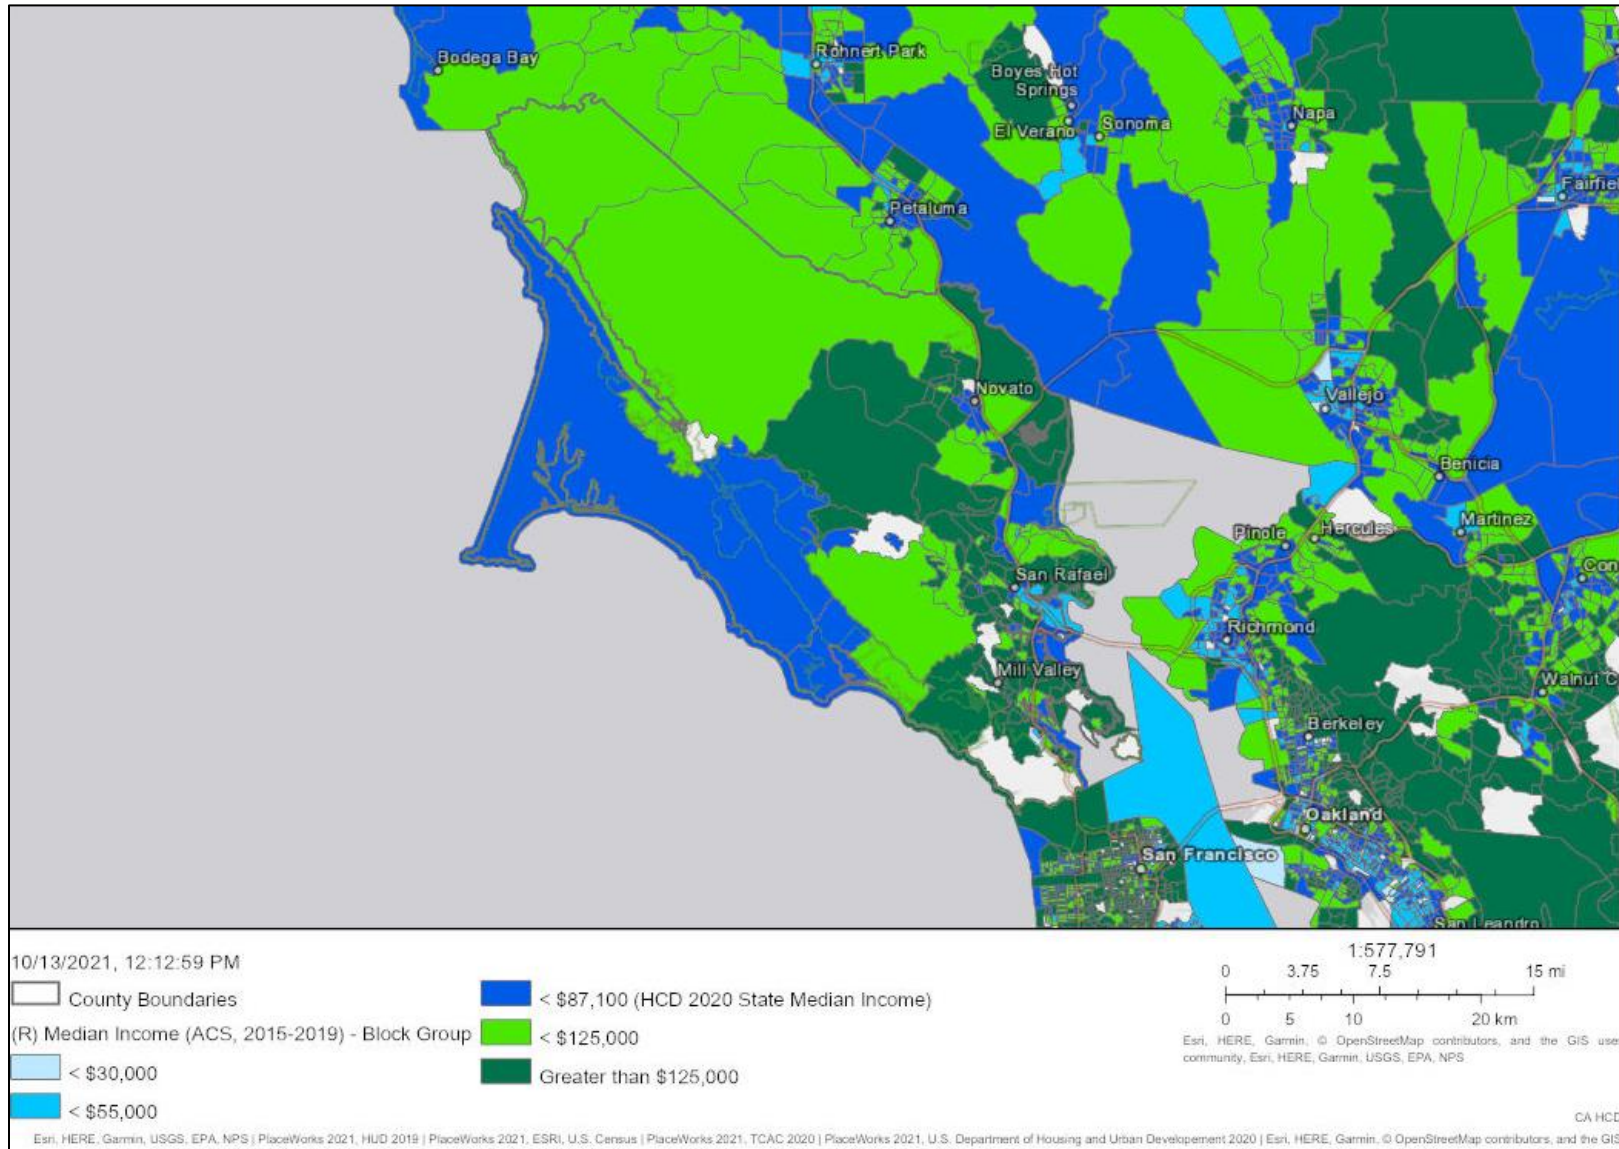 Bodega Bay
Rohnert Park
Boyes Hot
Springs
El Verano
Sonoma
Napa
Fairfiel
Petaluma
Novato
Vallejo
Benicia
Martinez
Pinole
Hercules
Con
San Rafael
Richmond
Mill Valley
Walnut C
Berkeley
Oakland
San Francisco
San Leandro
10/13/2021, 12:12:59 PM
County Boundaries
(R) Median Income (ACS, 2015-2019) - Block Group
< $30,000
< $55,000
< $87,100 (HCD 2020 State Median Income)
< $125,000
Greater than $125,000
1:577,791
0 3.75 7.5 15 mi
0 5 10 20 km
Esri, HERE, Garmin, © OpenStreetMap contributors, and the GIS user
community, Esri, HERE, Garmin, USGS, EPA, NPS
CA HCD
Esri, HERE, Garmin, USGS, EPA, NPS | PlaceWorks 2021, HUD 2019 | PlaceWorks 2021, ESRI, U.S. Census | PlaceWorks 2021, TCAC 2020 | PlaceWorks 2021, U.S. Department of Housing and Urban Developement 2020 | Esri, HERE, Garmin, © OpenStreetMap contributors, and the GIS